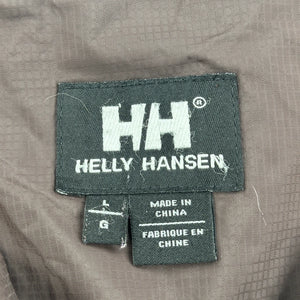 HH®
HELLY HANSEN
L
G
MADE IN
CHINA
FABRIQUE EN
CHINE